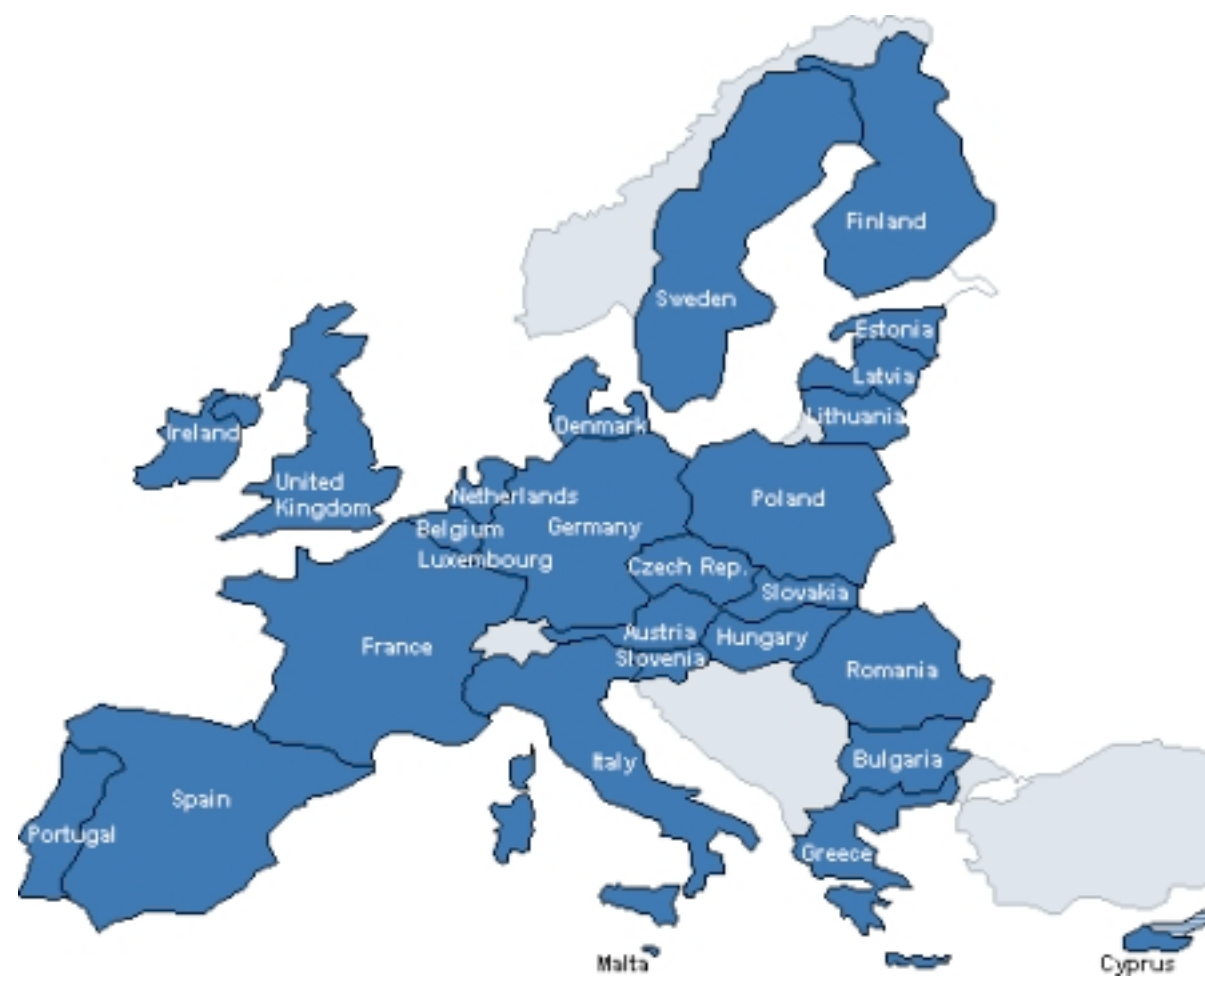 Finland
Sweden
Estonia
Latvia
Lithuania
Denmark
Ireland
United
Kingdom
Netherlands
Poland
Belgium
Germany
Luxembourg
Czech Rep.
Slovakia
Austria
Hungary
France
Slovenia
Romania
Italy
Bulgaria
Spain
Portugal
Greece
Malta
Cyprus